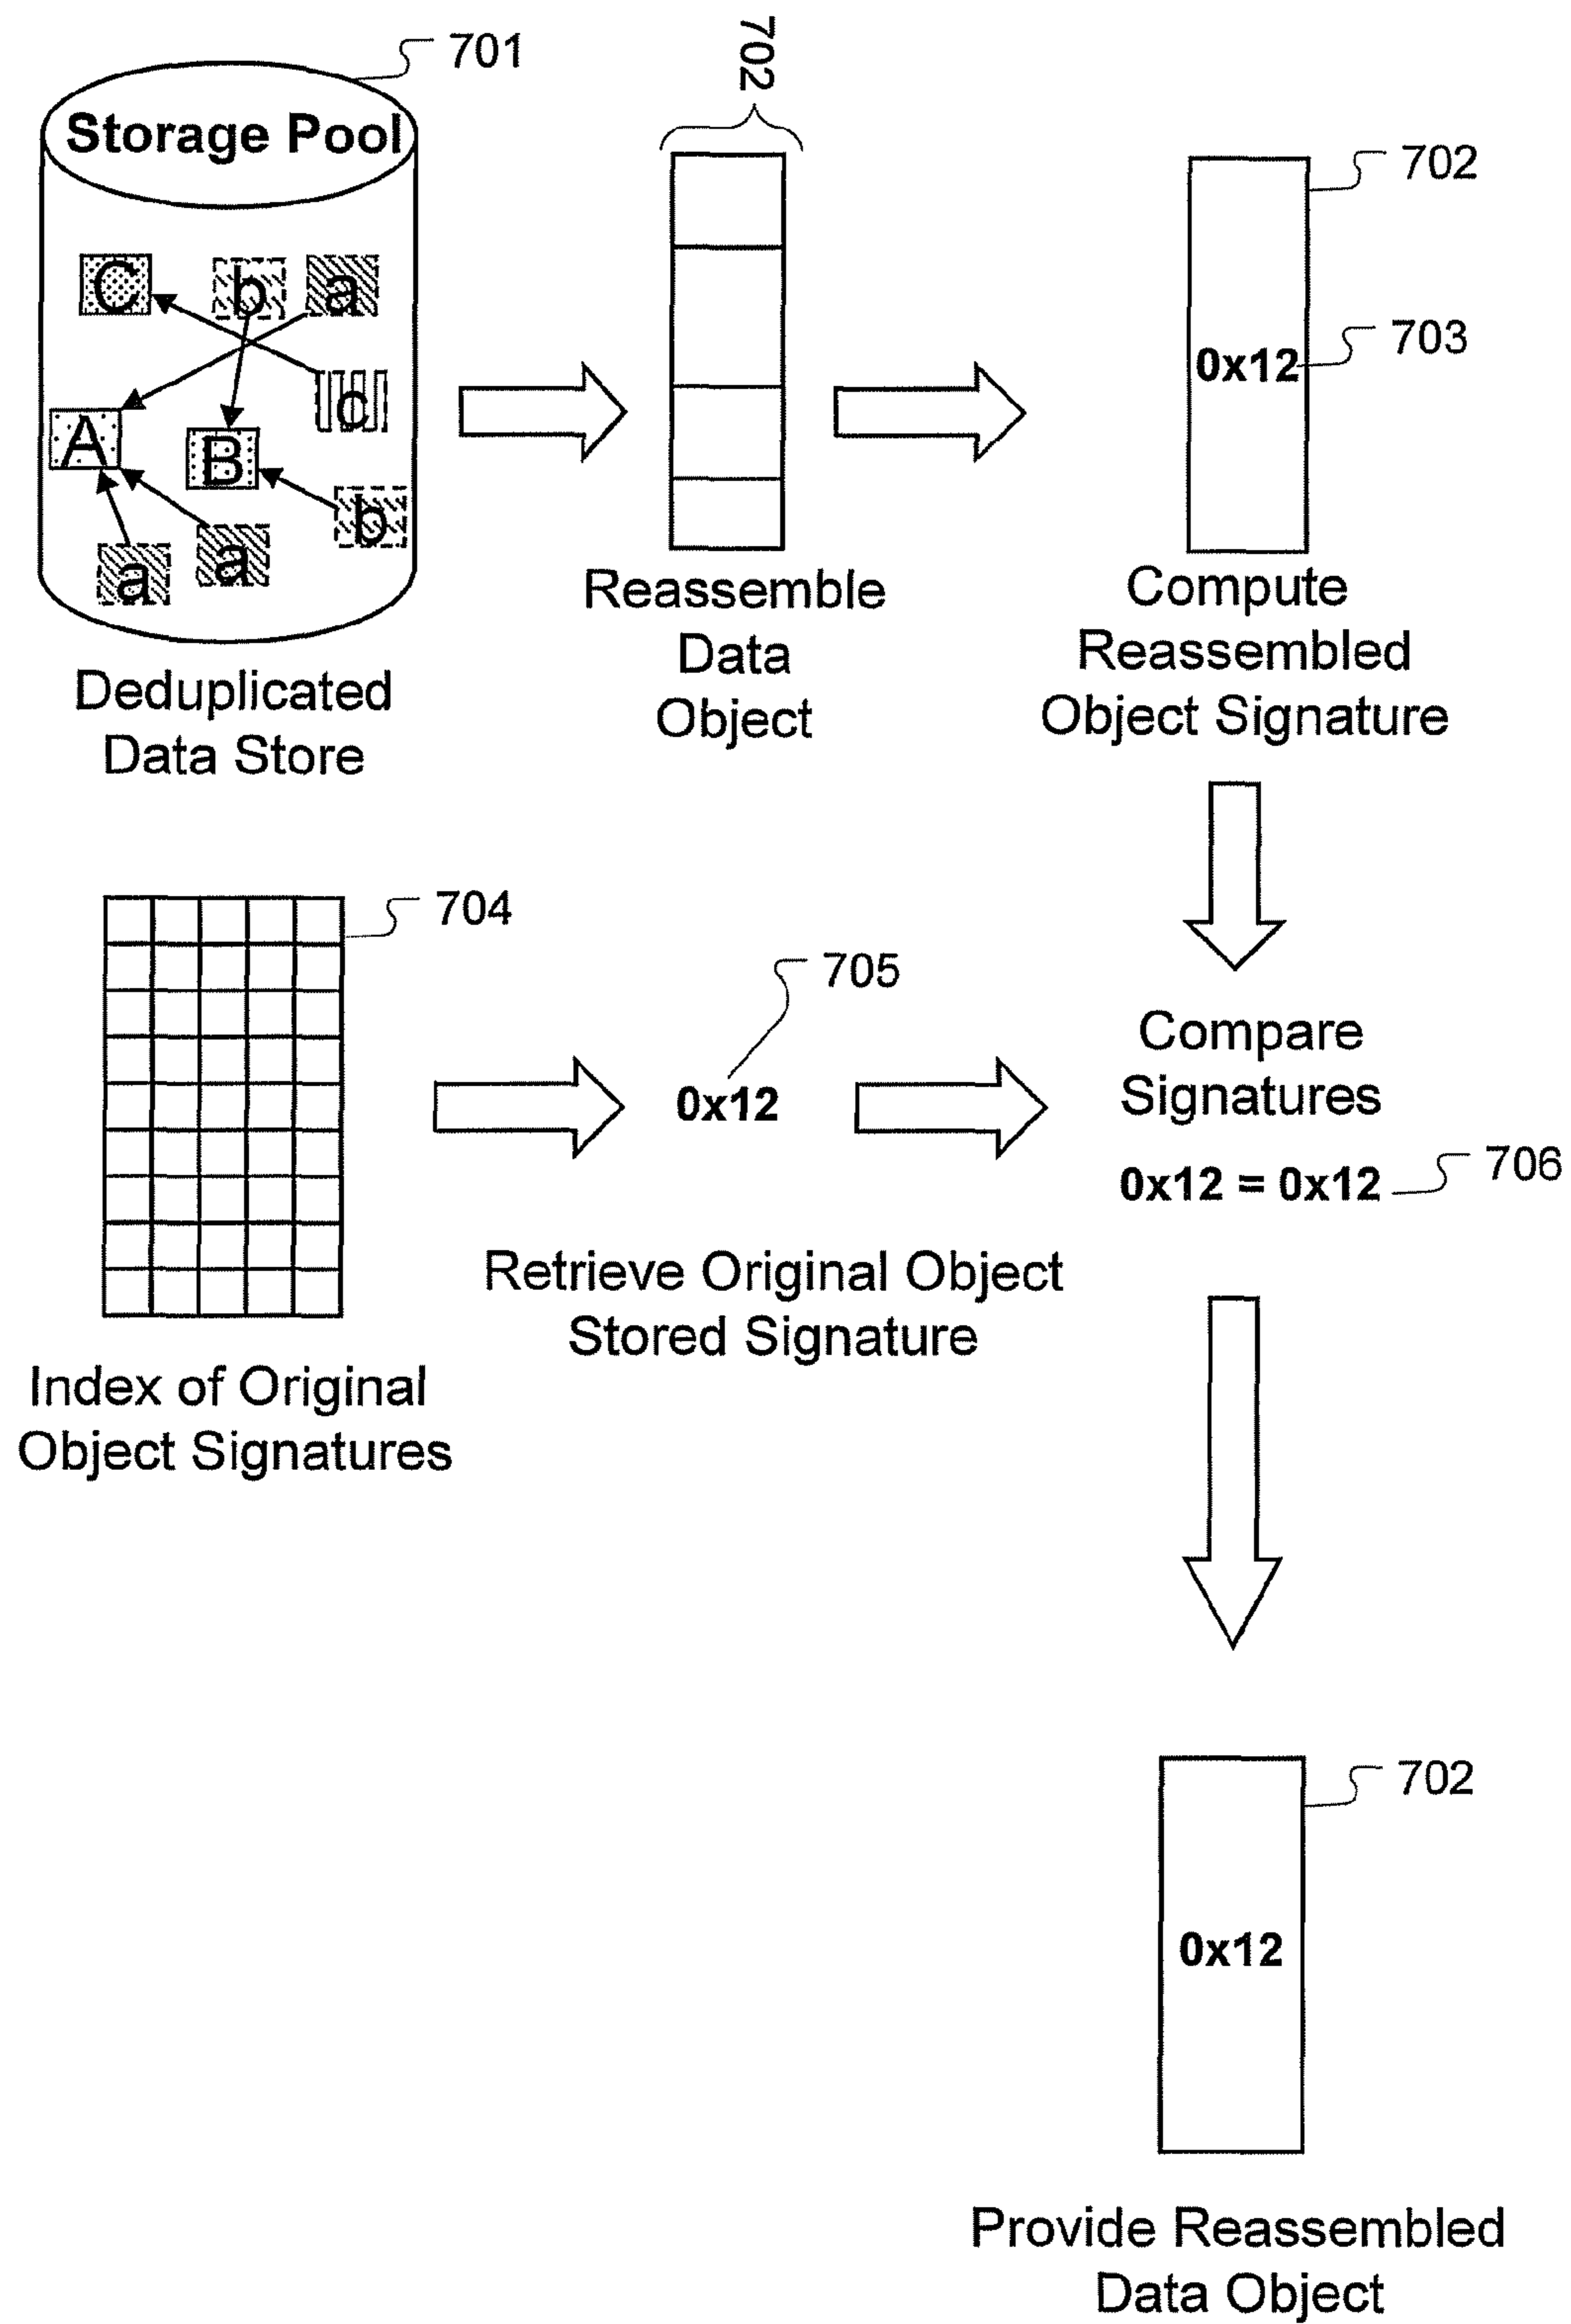 701
Storage Pool
C
b
a
c
A
B
b
a
a
Deduplicated
Data Store
702
Reassemble
Data
Object
702
0x12
703
Compute
Reassembled
Object Signature
704
Index of Original
Object Signatures
705
0x12
Retrieve Original Object
Stored Signature
Compare
Signatures
0x12 = 0x12
706
702
0x12
Provide Reassembled
Data Object